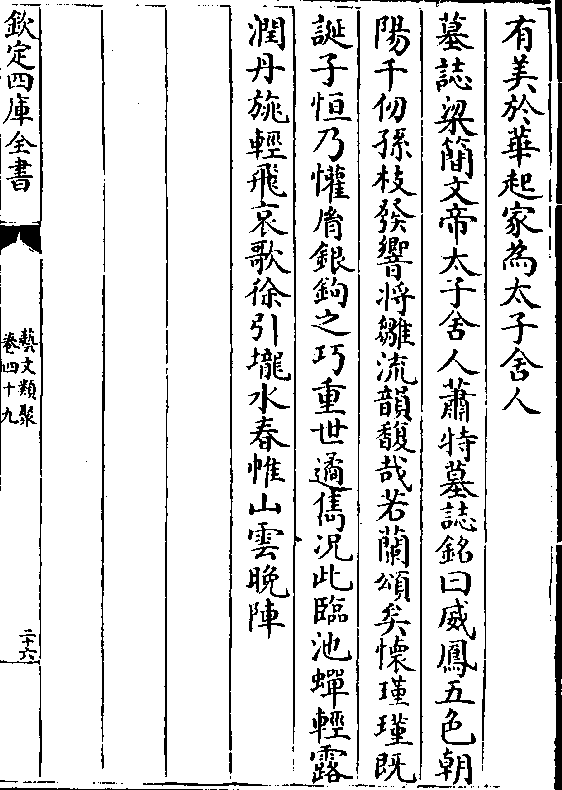 有美於華起家為太子舍人
墓誌梁簡文帝太子舍人蕭特墓誌銘曰威鳳五色朝
陽千仞孫枝發響將雛流韻馥哉若蘭頌矣懷瑾瑾既
誕子恒乃懽胤銀鉤之巧重世遒儁况此臨池蟬輕露
潤丹旐輕飛哀歌徐引壠水春帷山雲晚陣
欽定四庫全書
藝文類聚
卷四十九
二十六